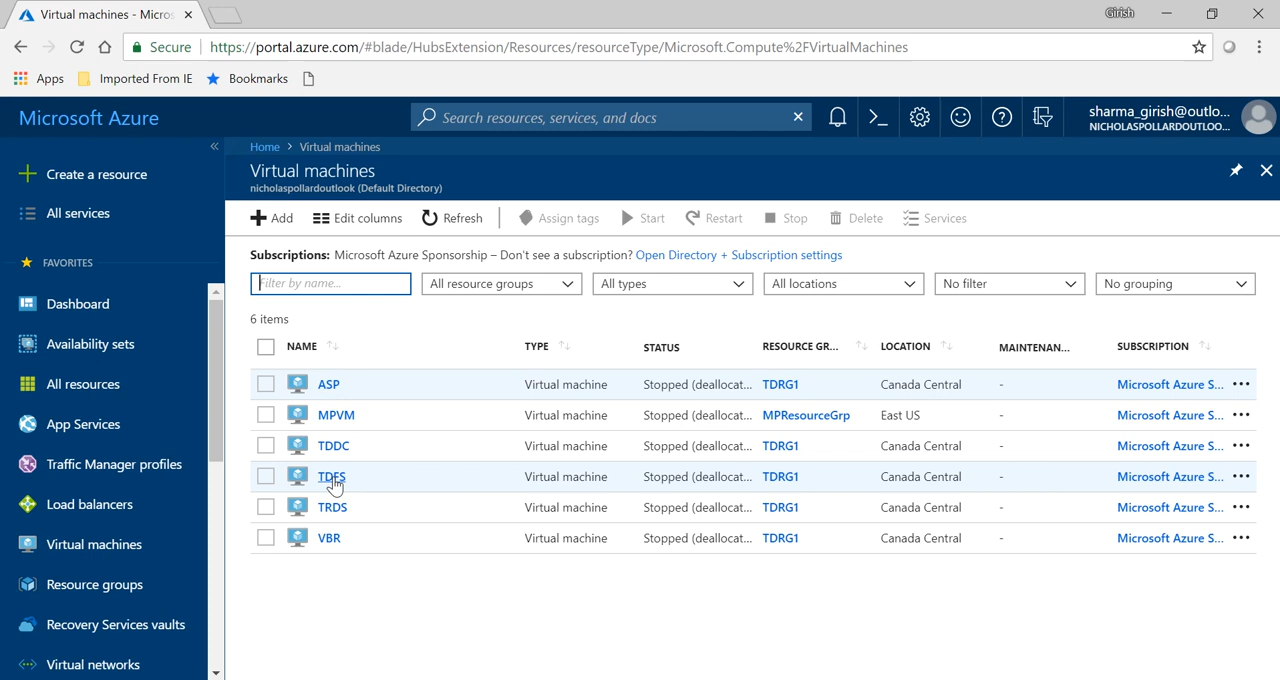 Virtual machines - Micros
Girish
Secure
https://portal.azure.com/#blade/HubsExtension/Resources/resourceType/Microsoft.Compute%2FVirtualMachines
Apps
Imported From IE
Bookmarks
Microsoft Azure
Search resources, services, and docs
sharma_girish@outlo...
NICHOLASPOLLARDOUTLOO...
Create a resource
All services
FAVORITES
Dashboard
Availability sets
All resources
App Services
Traffic Manager profiles
Load balancers
Virtual machines
Resource groups
Recovery Services vaults
Virtual networks
Home > Virtual machines
Virtual machines
nicholaspollardoutlook (Default Directory)
Add Edit columns Refresh Assign tags Start Restart Stop Delete Services
Subscriptions: Microsoft Azure Sponsorship – Don't see a subscription? Open Directory + Subscription settings
Filter by name... All resource groups All types All locations No filter No grouping
6 items
NAME TYPE STATUS RESOURCE GR... LOCATION MAINTENAN... SUBSCRIPTION
ASP Virtual machine Stopped (deallocat... TDRG1 Canada Central - Microsoft Azure S... •••
MPVM Virtual machine Stopped (deallocat... MPResourceGrp East US - Microsoft Azure S... •••
TDDC Virtual machine Stopped (deallocat... TDRG1 Canada Central - Microsoft Azure S... •••
TDFS Virtual machine Stopped (deallocat... TDRG1 Canada Central - Microsoft Azure S... •••
TRDS Virtual machine Stopped (deallocat... TDRG1 Canada Central - Microsoft Azure S... •••
VBR Virtual machine Stopped (deallocat... TDRG1 Canada Central - Microsoft Azure S... •••